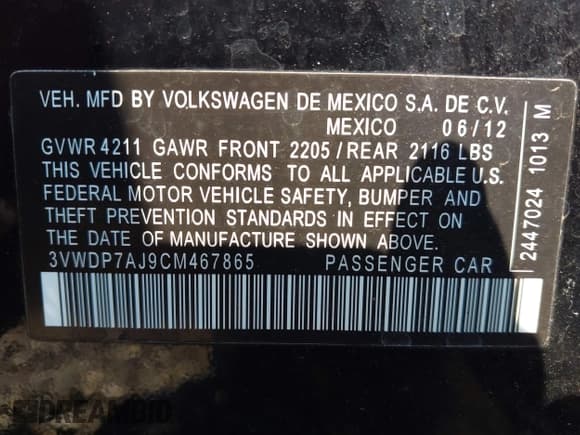 VEH. MFD BY VOLKSWAGEN DE MEXICO S.A. DE C.V.
MEXICO 06/12
GVWR 4211 GAWR FRONT 2205/REAR 2116 LBS
THIS VEHICLE CONFORMS TO ALL APPLICABLE U.S.
FEDERAL MOTOR VEHICLE SAFETY, BUMPER AND
THEFT PREVENTION STANDARDS IN EFFECT ON
THE DATE OF MANUFACTURE SHOWN ABOVE.
3VWDP7AJ9CM467865 PASSENGER CAR
2447024 1013 M
DREAMBID